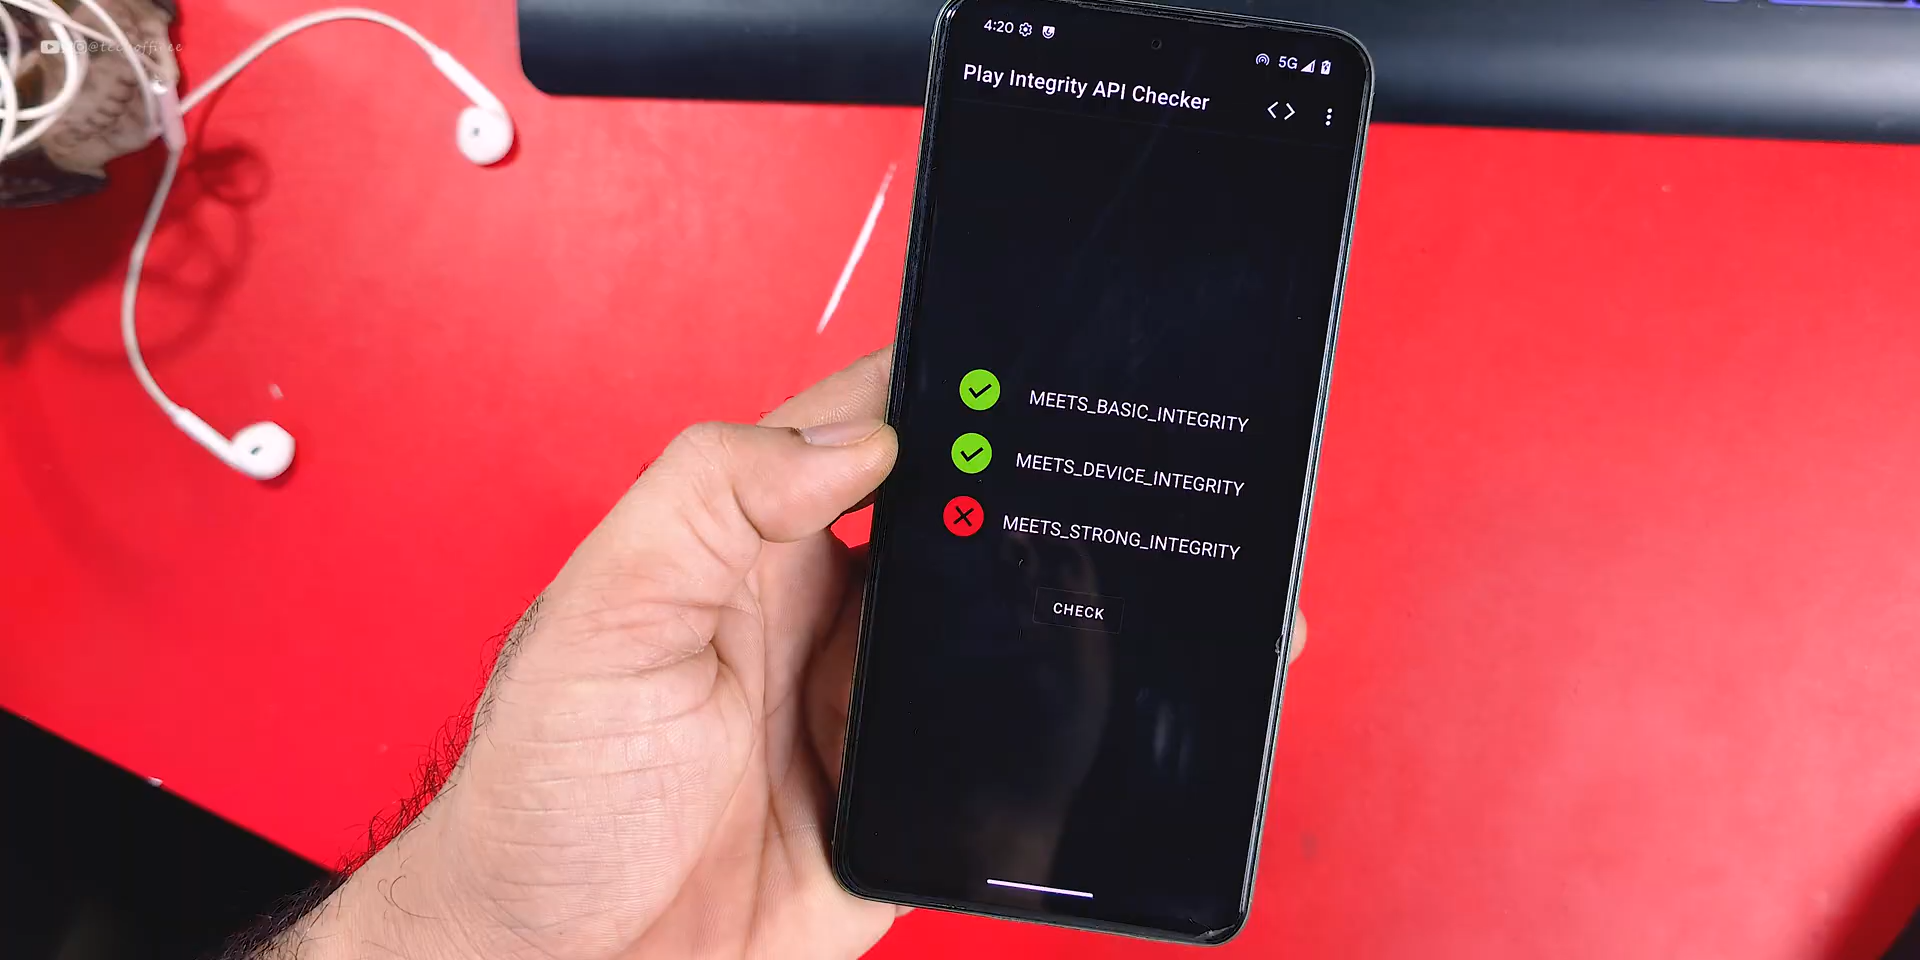 4:20
5G
Play Integrity API Checker
MEETS_BASIC_INTEGRITY
MEETS_DEVICE_INTEGRITY
MEETS_STRONG_INTEGRITY
CHECK